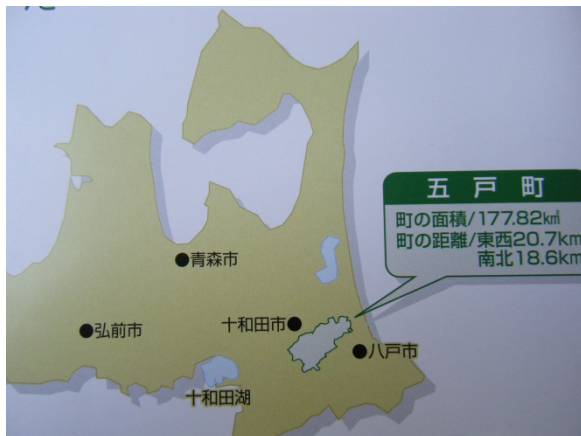 五戸町
町の面積/177.82㎢
町の距離/東西20.7km
南北18.6km
●青森市
十和田市●
●弘前市
●八戸市
十和田湖